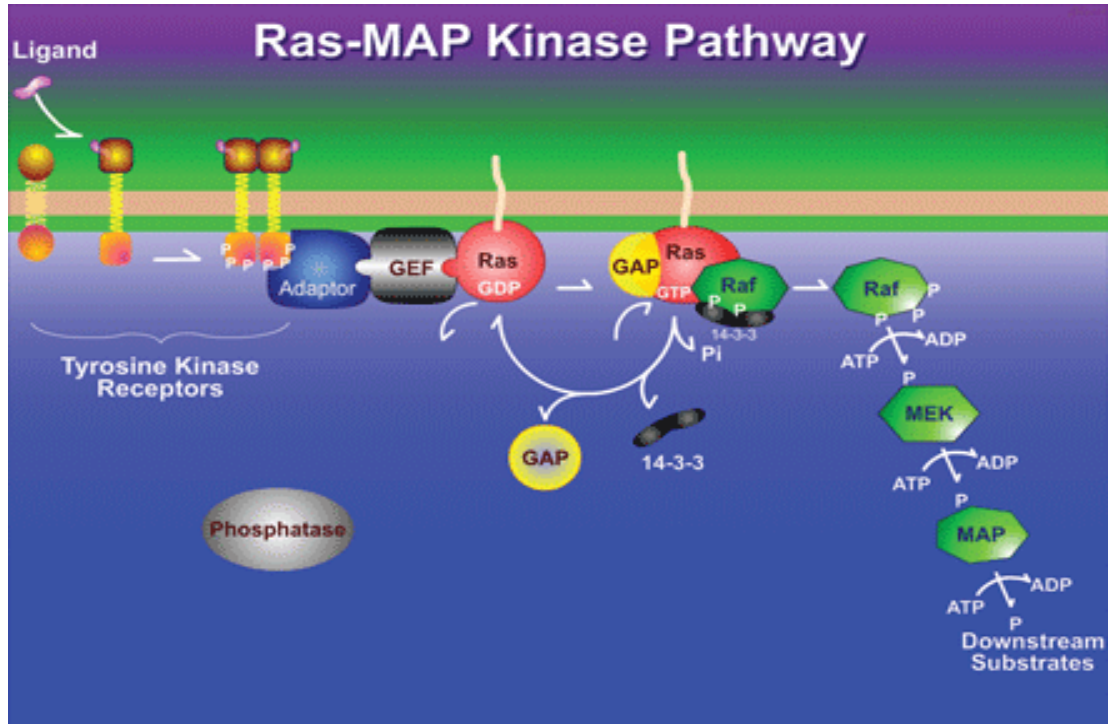 Ras-MAP Kinase Pathway
Ligand
P
P
P
P
P
Adaptor
GEF
Ras
GDP
GAP
Ras
GTP
Raf
P
P
14-3-3
Pi
Raf
P
P
P
ATP
ADP
P
MEK
Tyrosine Kinase
Receptors
GAP
14-3-3
ATP
ADP
P
MAP
Phosphatase
ATP
ADP
P
Downstream
Substrates